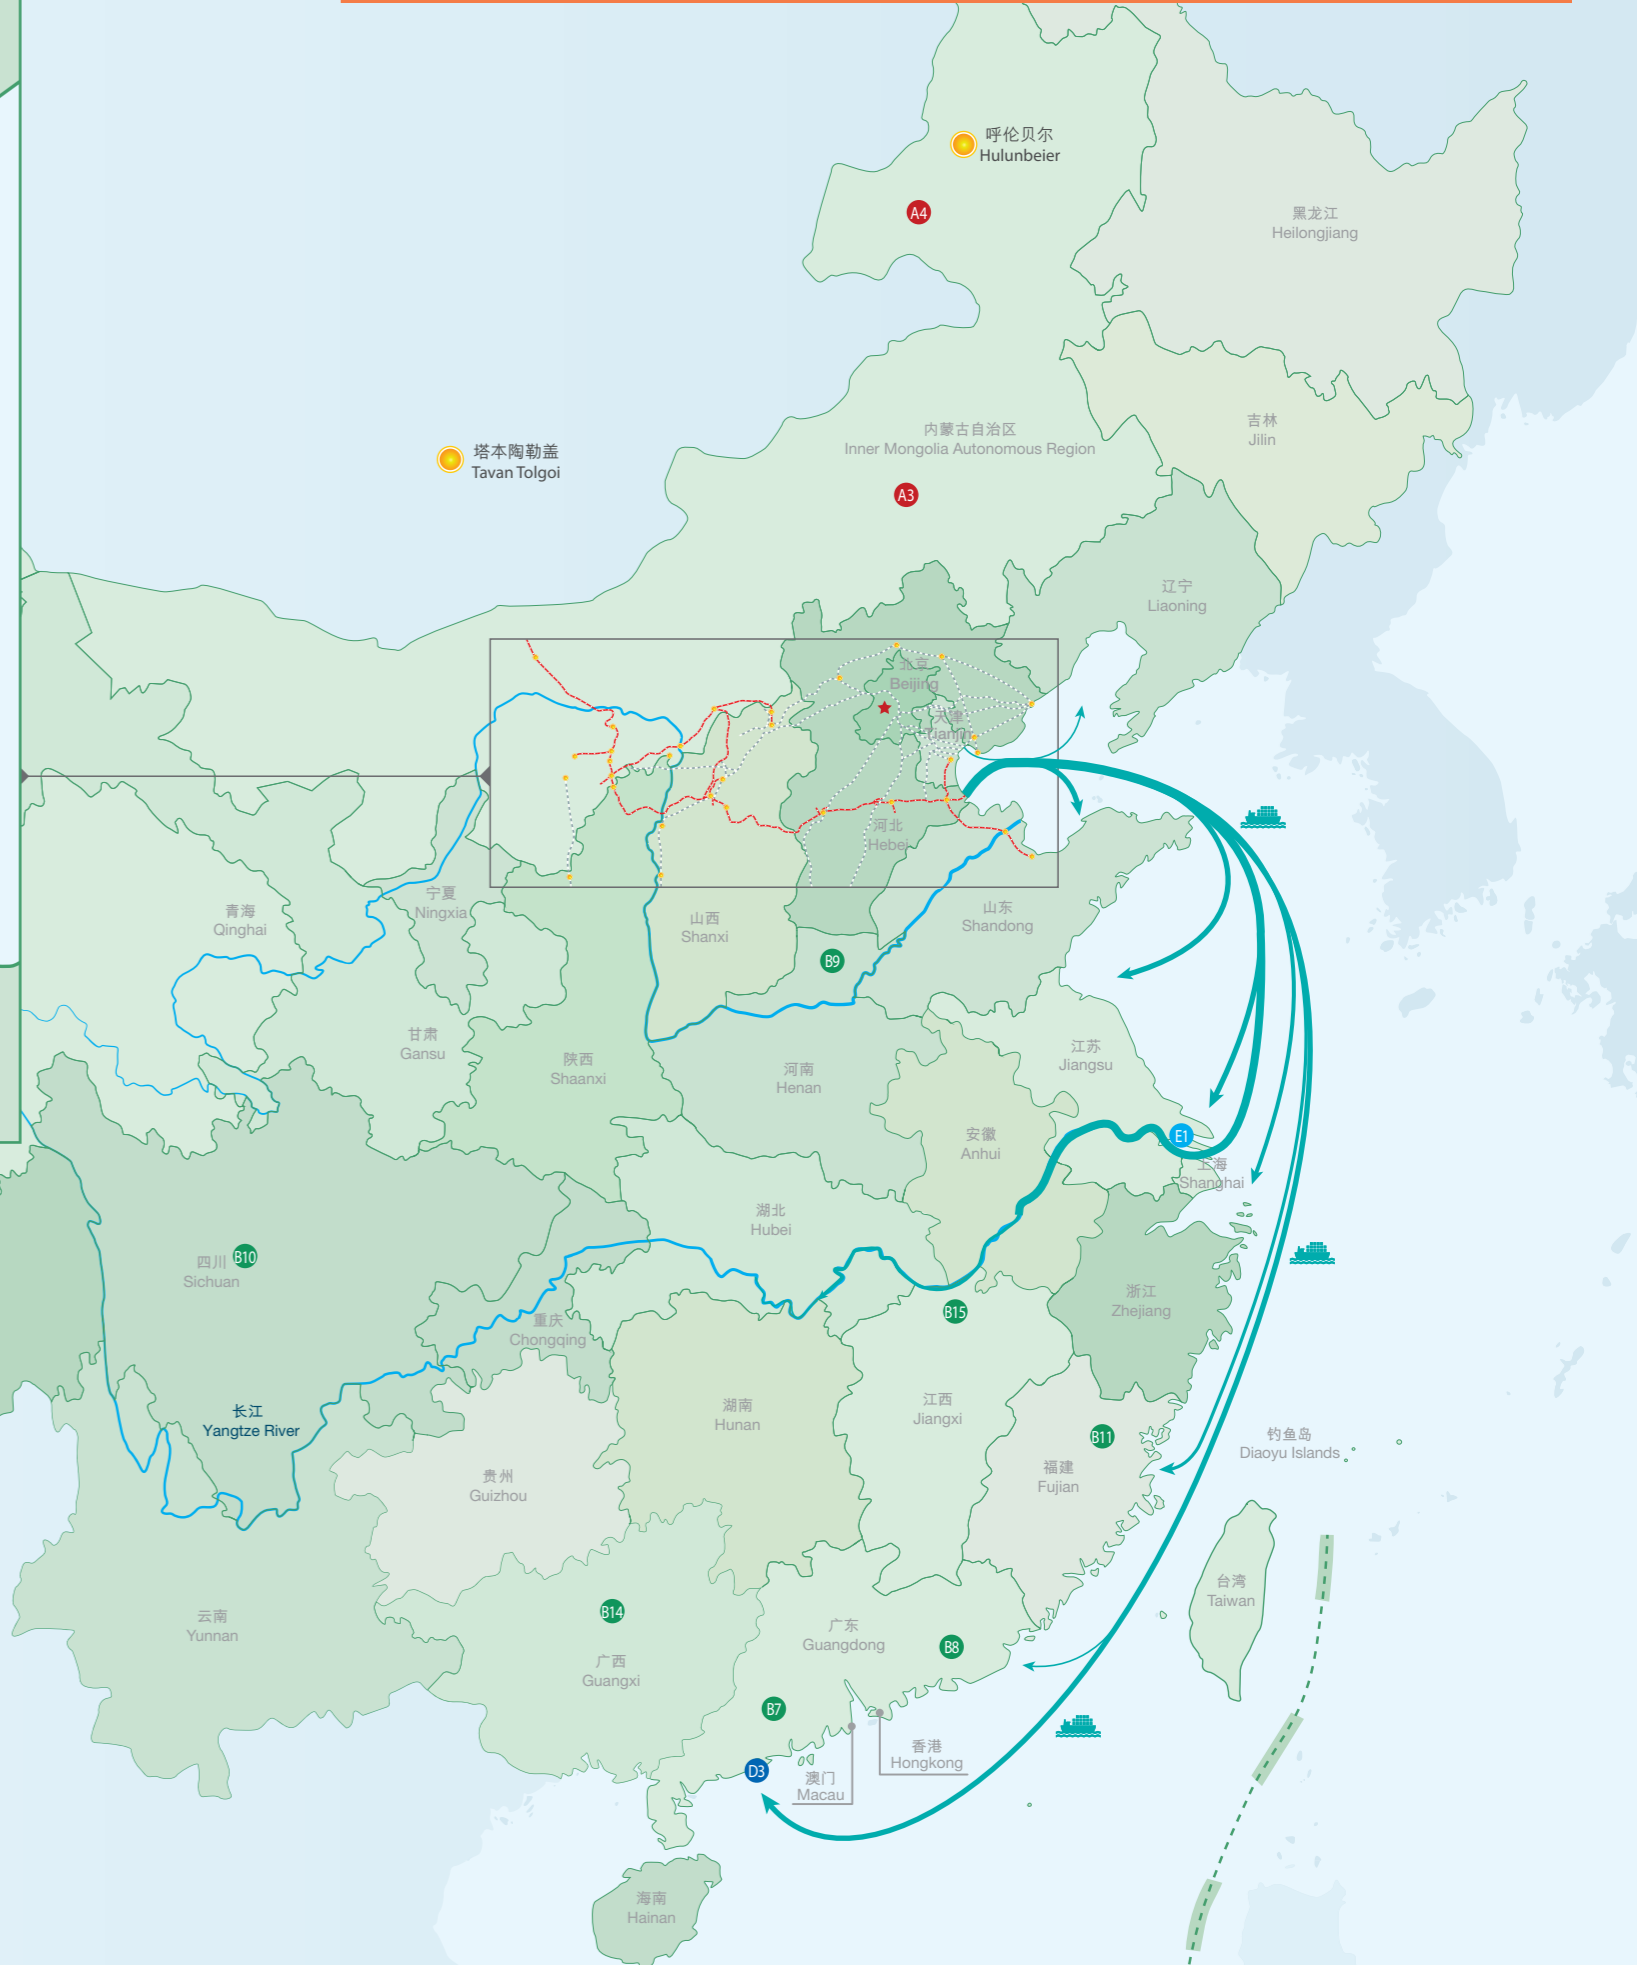 呼伦贝尔
Hulunbeier
A4
黑龙江
Heilongjiang
吉林
Jilin
内蒙古自治区
Inner Mongolia Autonomous Region
塔本陶勒盖
Tavan Tolgoi
A3
辽宁
Liaoning
北京
Beijing
天津
Tianjin
河北
Hebei
宁夏
Ningxia
青海
Qinghai
山西
Shanxi
山东
Shandong
B9
甘肃
Gansu
陕西
Shaanxi
河南
Henan
江苏
Jiangsu
安徽
Anhui
E1
上海
Shanghai
湖北
Hubei
四川
Sichuan
B10
重庆
Chongqing
B15
浙江
Zhejiang
长江
Yangtze River
湖南
Hunan
江西
Jiangxi
B11
福建
Fujian
钓鱼岛
Diaoyu Islands
贵州
Guizhou
台湾
Taiwan
云南
Yunnan
B14
广西
Guangxi
广东
Guangdong
B8
B7
香港
Hongkong
D3
澳门
Macau
海南
Hainan